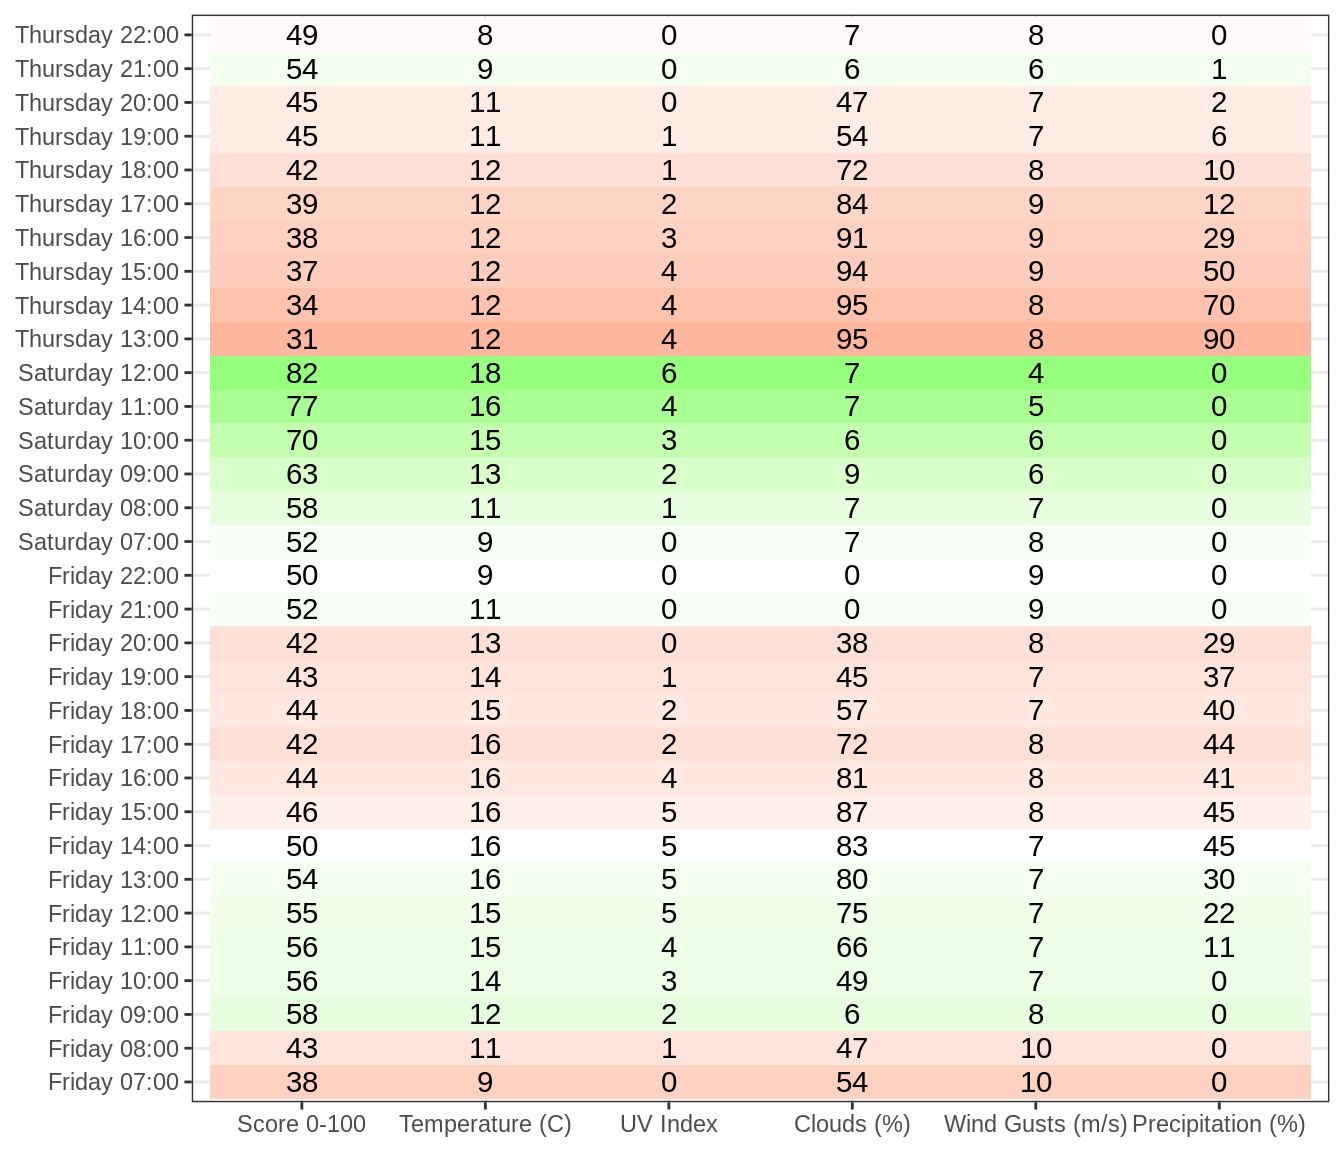 Thursday 22:00 49 8 0 7 8 0
Thursday 21:00 54 9 0 6 6 1
Thursday 20:00 45 11 0 47 7 2
Thursday 19:00 45 11 1 54 7 6
Thursday 18:00 42 12 1 72 8 10
Thursday 17:00 39 12 2 84 9 12
Thursday 16:00 38 12 3 91 9 29
Thursday 15:00 37 12 4 94 9 50
Thursday 14:00 34 12 4 95 8 70
Thursday 13:00 31 12 4 95 8 90
Saturday 12:00 82 18 6 7 4 0
Saturday 11:00 77 16 4 7 5 0
Saturday 10:00 70 15 3 6 6 0
Saturday 09:00 63 13 2 9 6 0
Saturday 08:00 58 11 1 7 7 0
Saturday 07:00 52 9 0 7 8 0
Friday 22:00 50 9 0 0 9 0
Friday 21:00 52 11 0 0 9 0
Friday 20:00 42 13 0 38 8 29
Friday 19:00 43 14 1 45 7 37
Friday 18:00 44 15 2 57 7 40
Friday 17:00 42 16 2 72 8 44
Friday 16:00 44 16 4 81 8 41
Friday 15:00 46 16 5 87 8 45
Friday 14:00 50 16 5 83 7 45
Friday 13:00 54 16 5 80 7 30
Friday 12:00 55 15 5 75 7 22
Friday 11:00 56 15 4 66 7 11
Friday 10:00 56 14 3 49 7 0
Friday 09:00 58 12 2 6 8 0
Friday 08:00 43 11 1 47 10 0
Friday 07:00 38 9 0 54 10 0
Score 0-100 Temperature (C) UV Index Clouds (%) Wind Gusts (m/s) Precipitation (%)